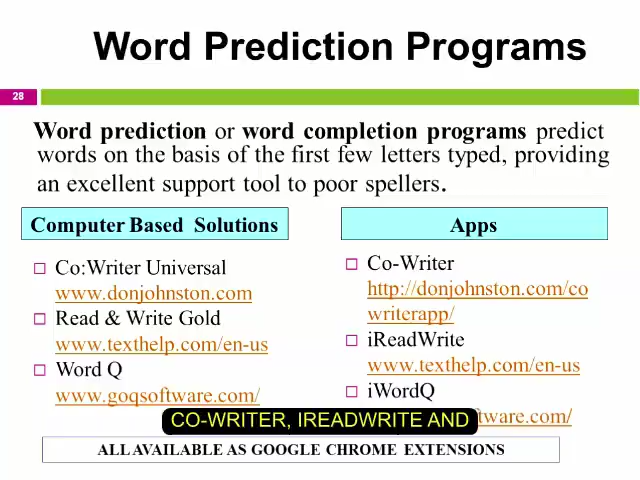 Word Prediction Programs
28
Word prediction or word completion programs predict
words on the basis of the first few letters typed, providing
an excellent support tool to poor spellers.
Computer Based Solutions
Co:Writer Universal
www.donjohnston.com
Read & Write Gold
www.texthelp.com/en-us
Word Q
www.goqsoftware.com/
Apps
Co-Writer
http://donjohnston.com/co
writerapp/
iReadWrite
www.texthelp.com/en-us
iWordQ
ftware.com/
CO-WRITER, IREADWRITE AND
ALL AVAILABLE AS GOOGLE CHROME EXTENSIONS